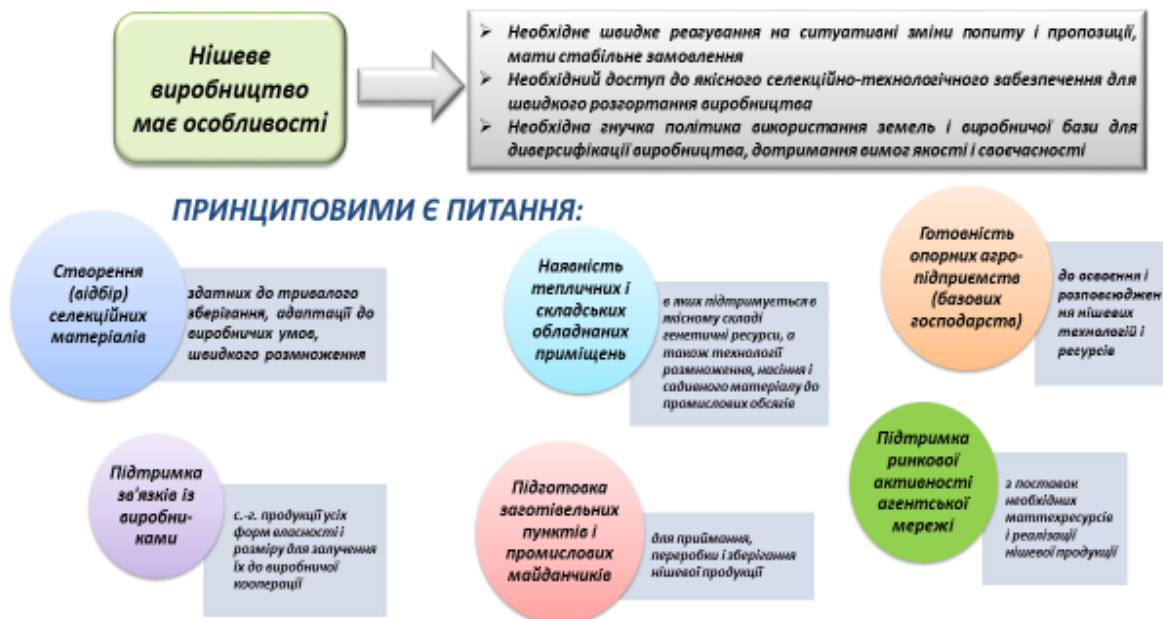 Нішеве
виробництво
має особливості
➢ Необхідне швидке реагування на ситуативні зміни попиту і пропозиції,
мати стабільне замовлення
➢ Необхідний доступ до якісного селекційно-технологічного забезпечення для
швидкого розгортання виробництва
➢ Необхідна гнучка політика використання земель і виробничої бази для
диверсифікації виробництва, дотримання вимог якості і своєчасності
ПРИНЦИПОВИМИ Є ПИТАННЯ:
Створення
(відбір)
селекційних
матеріалів
здатних до тривалого
зберігання, адаптації до
виробничих умов,
швидкого розмноження
Наявність
тепличних і
складських
обладнаних
приміщень
в яких підтримується в
якісному складі
генетичні ресурси, а
також технології
розмноження, насіння і
садивного матеріалу до
промислових обсягів
Готовність
опорних агро-
підприємств
(базових
господарств)
до освоєння і
розповсюджен
ня нішевих
технологій і
ресурсів
Підтримка
зв'язків із
виробни-
ками
с.-г. продукції усіх
форм власності і
розміру для залучення
їх до виробничої
кооперації
Підготовка
заготівельних
пунктів і
промислових
майданчиків
для приймання,
переробки і зберігання
нішевої продукції
Підтримка
ринкової
активності
агентської
мережі
з поставок
необхідних
маттехресурсів
і реалізації
нішевої продукції